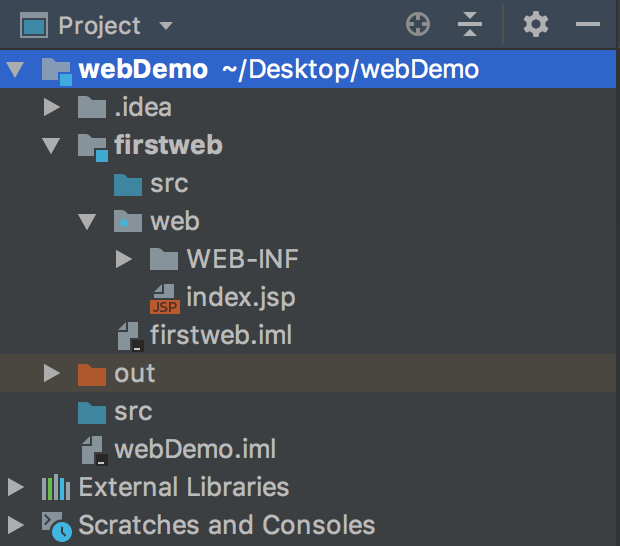 Project
webDemo ~/Desktop/webDemo
.idea
firstweb
src
web
WEB-INF
JSP index.jsp
firstweb.iml
out
src
webDemo.iml
External Libraries
Scratches and Consoles